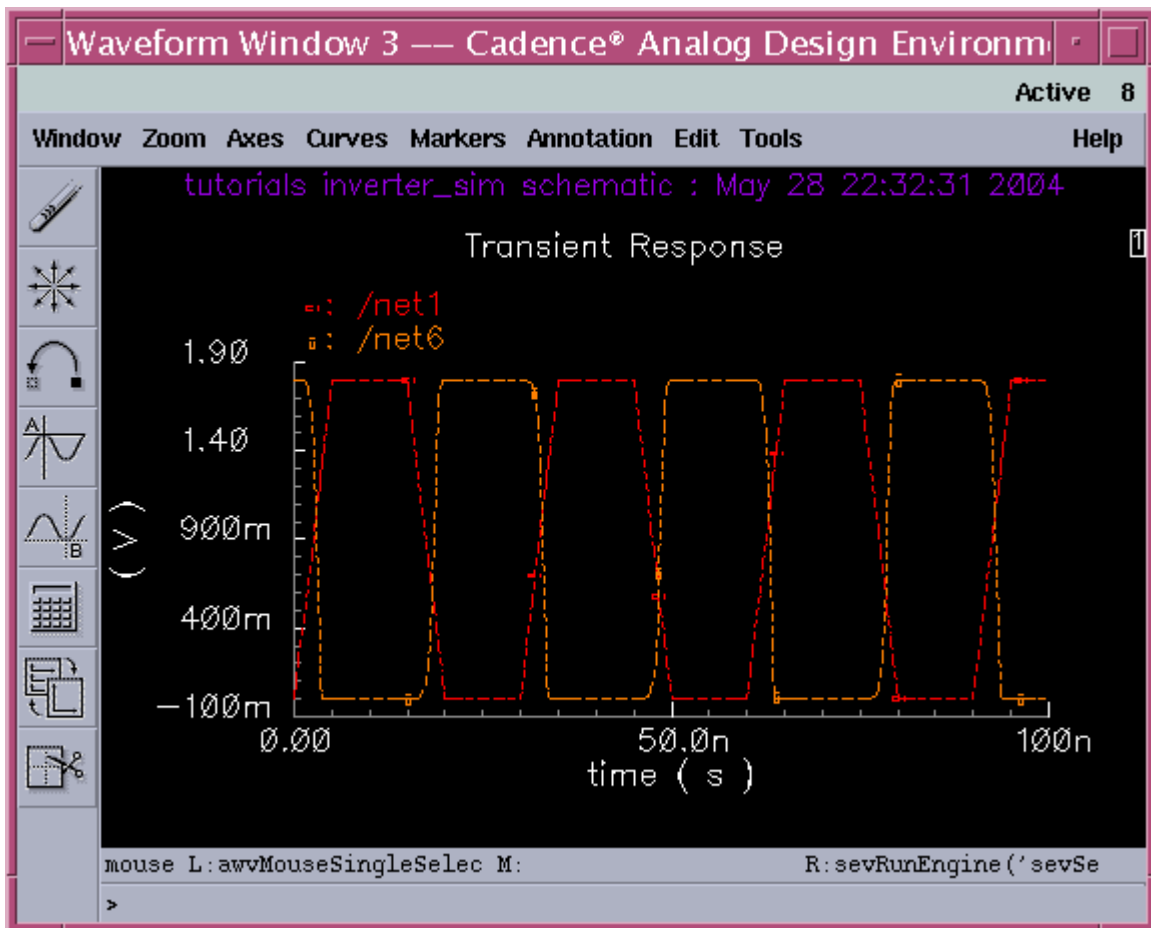 Waveform Window 3 –– Cadence® Analog Design Environm
Active 8
Window Zoom Axes Curves Markers Annotation Edit Tools Help
tutorials inverter_sim schematic : May 28 22:32:31 2004
Transient Response
1
: /net1
: /net6
1.90
1.40
900m
400m
-100m
(V)
A
B
0.00 50.0n 100n
time ( s )
mouse L:awvMouseSingleSelec M: R:sevRunEngine('sevSe
>